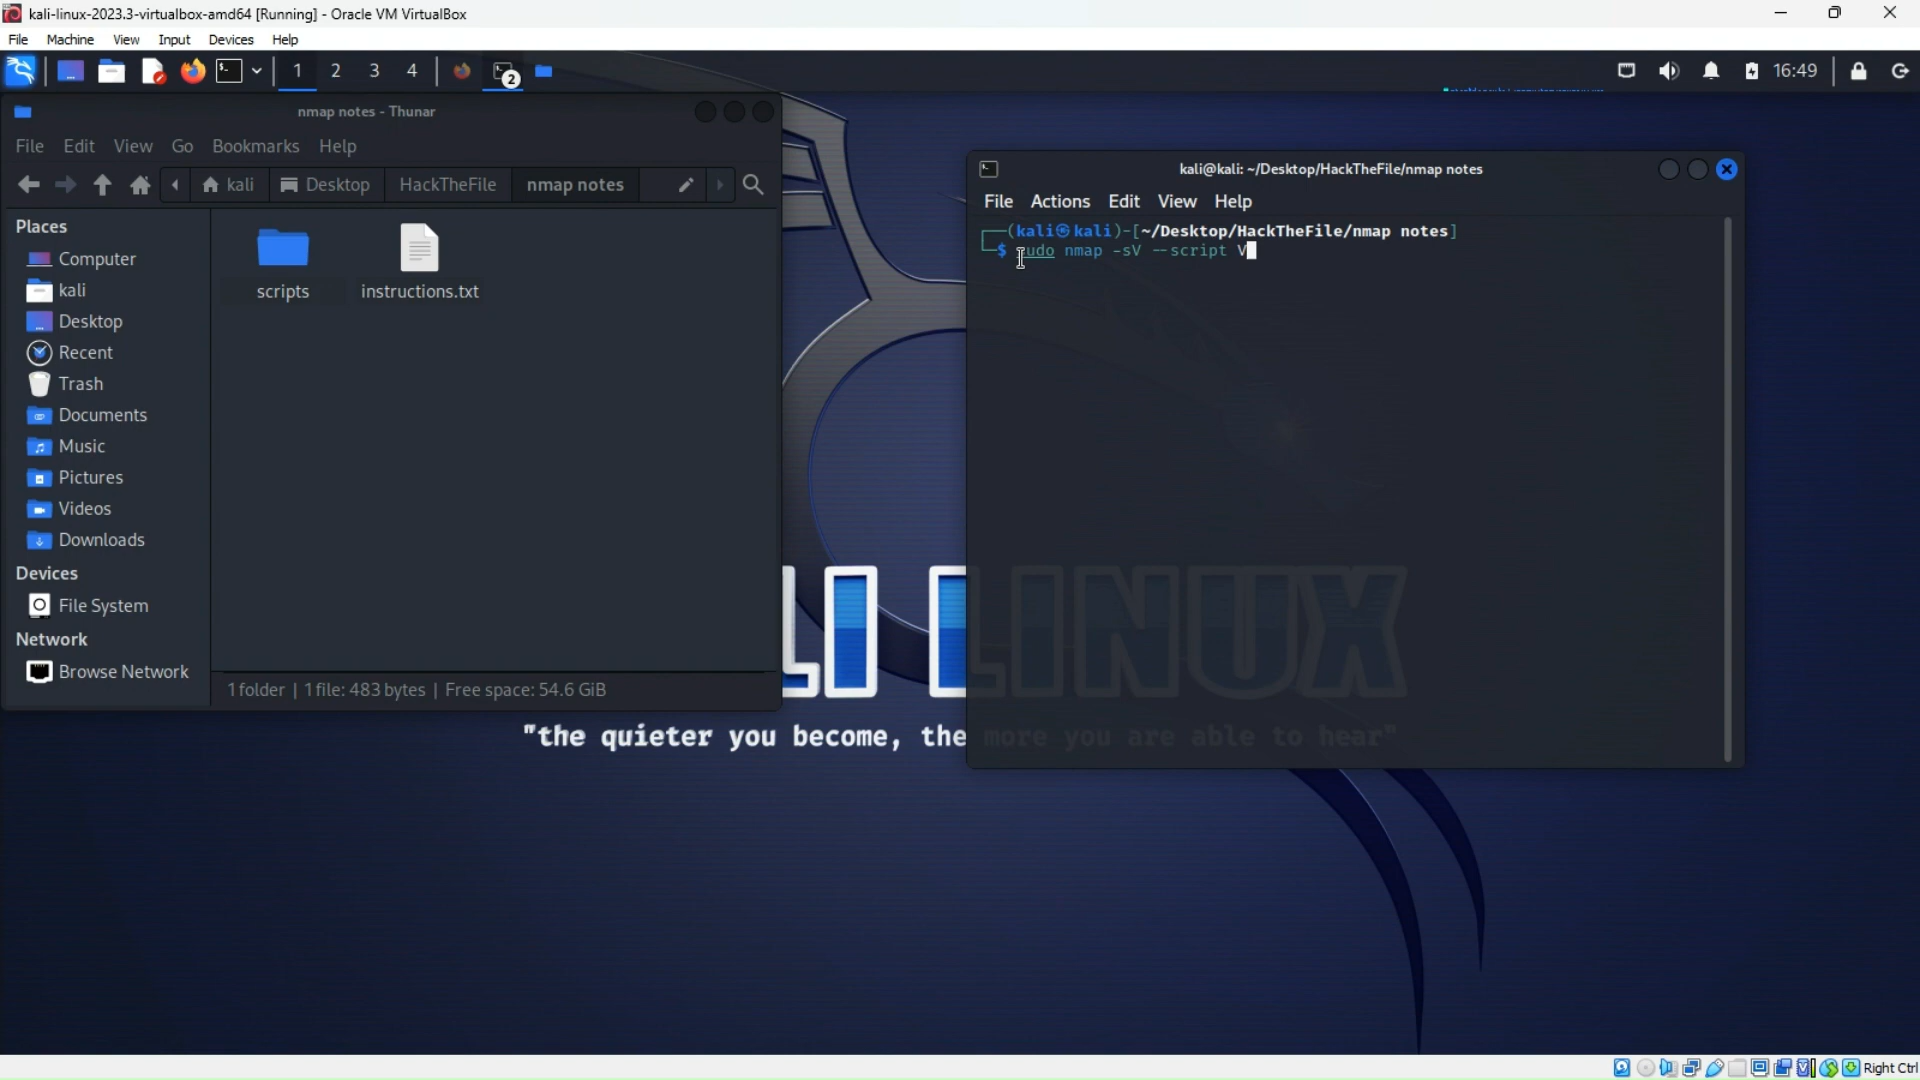 kali-linux-2023.3-virtualbox-amd64 [Running] - Oracle VM VirtualBox
File Machine View Input Devices Help
1 2 3 4 2 16:49
nmap notes - Thunar
File Edit View Go Bookmarks Help
kali Desktop HackTheFile nmap notes
Places
Computer
kali
Desktop
Recent
Trash
Documents
Music
Pictures
Videos
Downloads
Devices
File System
Network
Browse Network
scripts instructions.txt
1 folder | 1 file: 483 bytes | Free space: 54.6 GiB
kali@kali: ~/Desktop/HackTheFile/nmap notes
File Actions Edit View Help
┌──(kali㉿kali)-[~/Desktop/HackTheFile/nmap notes]
└─$ sudo nmap -sV --script V
LI LINUX
"the quieter you become, the more you are able to hear"
Right Ctrl